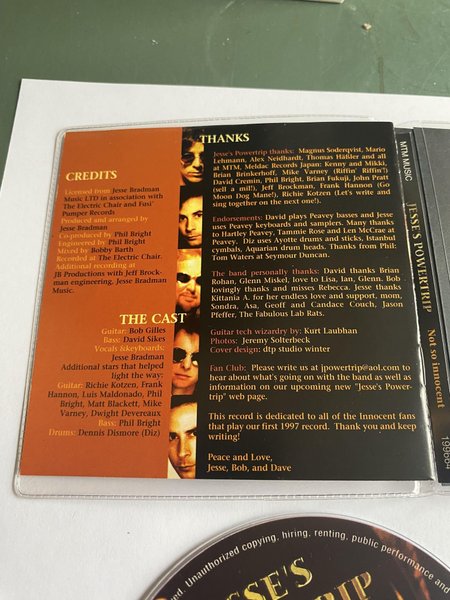 CREDITS
Licensed from Jesse Bradman
Music LTD in association with
The Electric Chair and Fun'
Pumper Records
Produced and arranged by
Jesse Bradman
Co-produced by Phil Bright
Engineered by Phil Bright
Mixed by Bobby Barth
Recorded at The Electric Chair.
Additional recording at
JB Productions with Jeff Brock-
man engineering. Jesse Bradman
Music.
THE CAST
Guitar: Bob Gilles
Bass: David Sikes
Vocals &keyboards:
Jesse Bradman
Additional stars that helped
light the way:
Guitar: Richie Kotzen, Frank
Hannon, Luis Maldonado, Phil
Bright, Matt Blackett, Mike
Varney, Dwight Devereaux
Bass: Phil Bright
Drums: Dennis Dismore (Diz)
THANKS
Jesse's Powertrip thanks: Magnus Soderqvist, Mario
Lehmann, Alex Neidhardt, Thomas Häßler and all
at MTM, Meldac Records Japan: Kenny and Mikki,
Brian Brinkerhoff, Mike Varney (Riffin' Riffin'!)
David Cremin, Phil Bright, Brian Fukuji, John Pratt
(sell a mil!), Jeff Brockman, Frank Hannon (Go
Moon Dog Mane!), Richie Kotzen (Let's write and
sing together on the next one!).
Endorsements: David plays Peavey basses and Jesse
uses Peavey keyboards and samplers. Many thanks
to Hartley Peavey, Tammie Rose and Len McCrae at
Peavey. Diz uses Ayotte drums and sticks, Istanbul
cymbals, Aquarian drum heads. Thanks from Phil:
Tom Waters at Seymour Duncan.
The band personally thanks: David thanks Brian
Rohan, Glenn Miskel, love to Lisa, Ian, Glenn. Bob
lovingly thanks and misses Rebecca. Jesse thanks
Kittania A. for her endless love and support, mom,
Sondra, Asa, Geoff and Candace Couch, Jason
Pfeffer, The Fabulous Lab Rats.
Guitar tech wizardry by: Kurt Laubhan
Photos: Jeremy Solterbeck
Cover design: dtp studio winter
Fan Club: Please write us at jpowertrip@aol.com to
hear about what's going on with the band as well as
information on our upcoming new "Jesse's Power-
trip" web page.
This record is dedicated to all of the Innocent fans
that play our first 1997 record. Thank you and keep
writing!
Peace and Love,
Jesse, Bob, and Dave
MTM MUSIC
JESSE'S POWERTRIP
Not so innocent
Unauthorized copying, hiring, renting, public performance and
JESSE'S